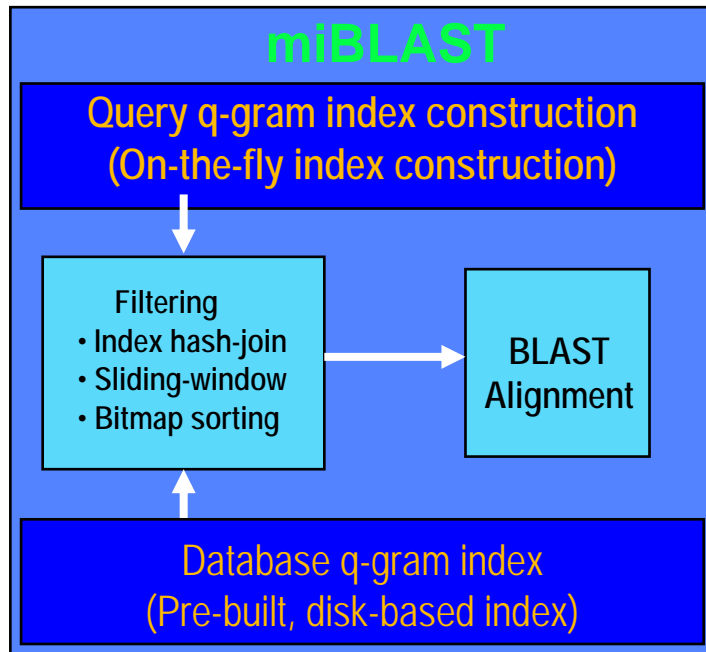 miBLAST
Query q-gram index construction
(On-the-fly index construction)
Filtering
• Index hash-join
• Sliding-window
• Bitmap sorting
BLAST
Alignment
Database q-gram index
(Pre-built, disk-based index)